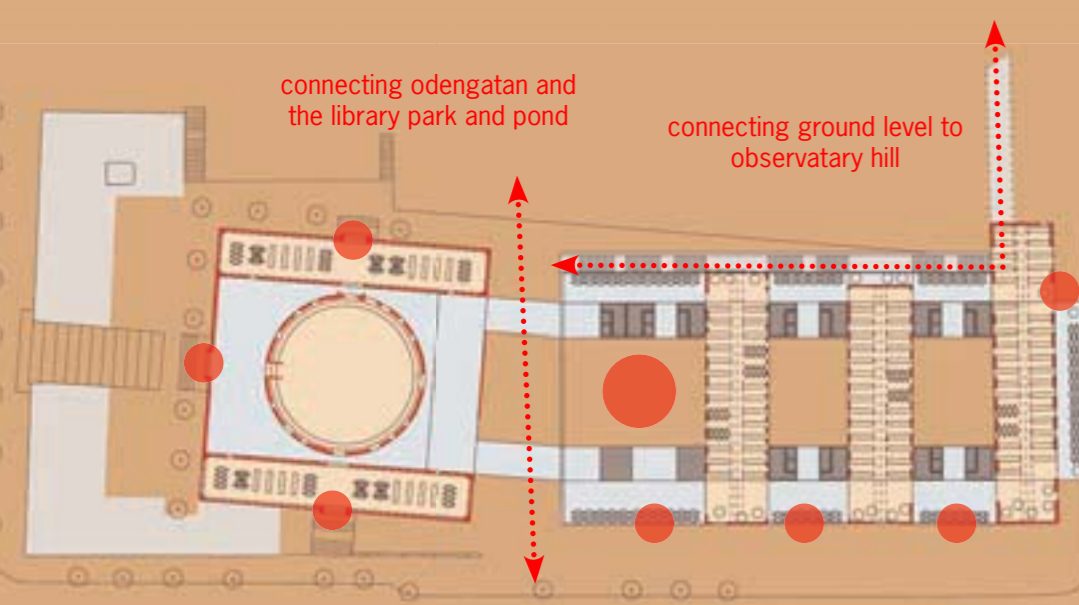 connecting odengatan and
the library park and pond
connecting ground level to
observatary hill